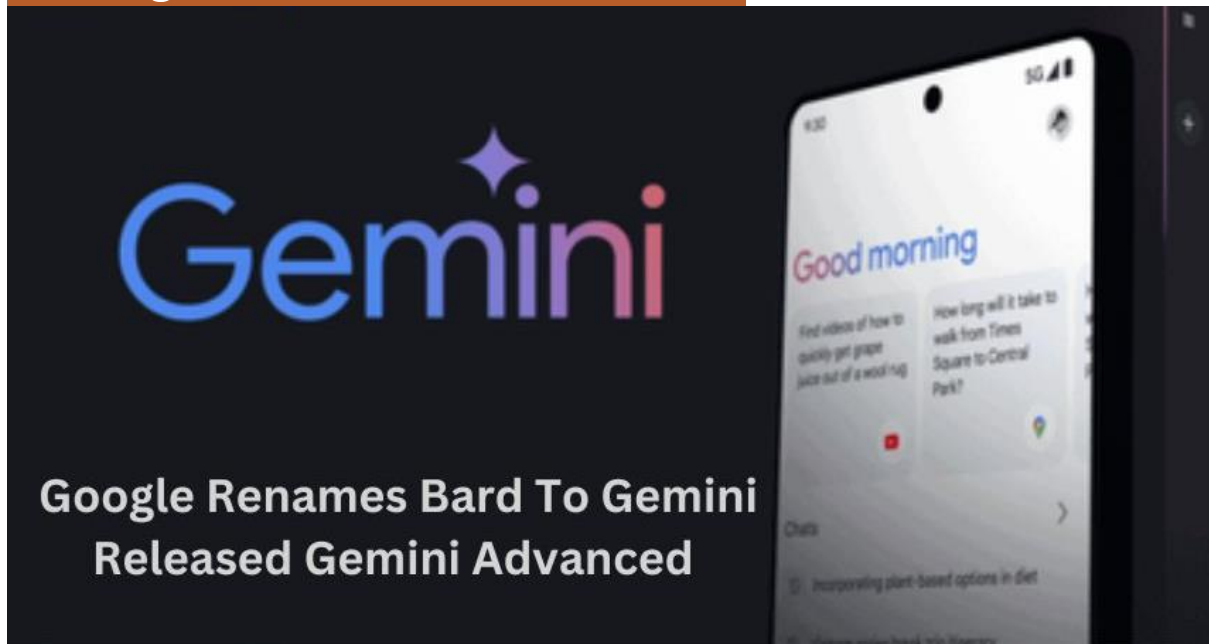 Gemini
Google Renames Bard To Gemini
Released Gemini Advanced
9:30
5G
Good morning
Find videos of how to
quickly get grape
juice out of a wool rug
How long will it take to
walk from Times
Square to Central
Park?
Chats
Incorporating plant-based options in diet